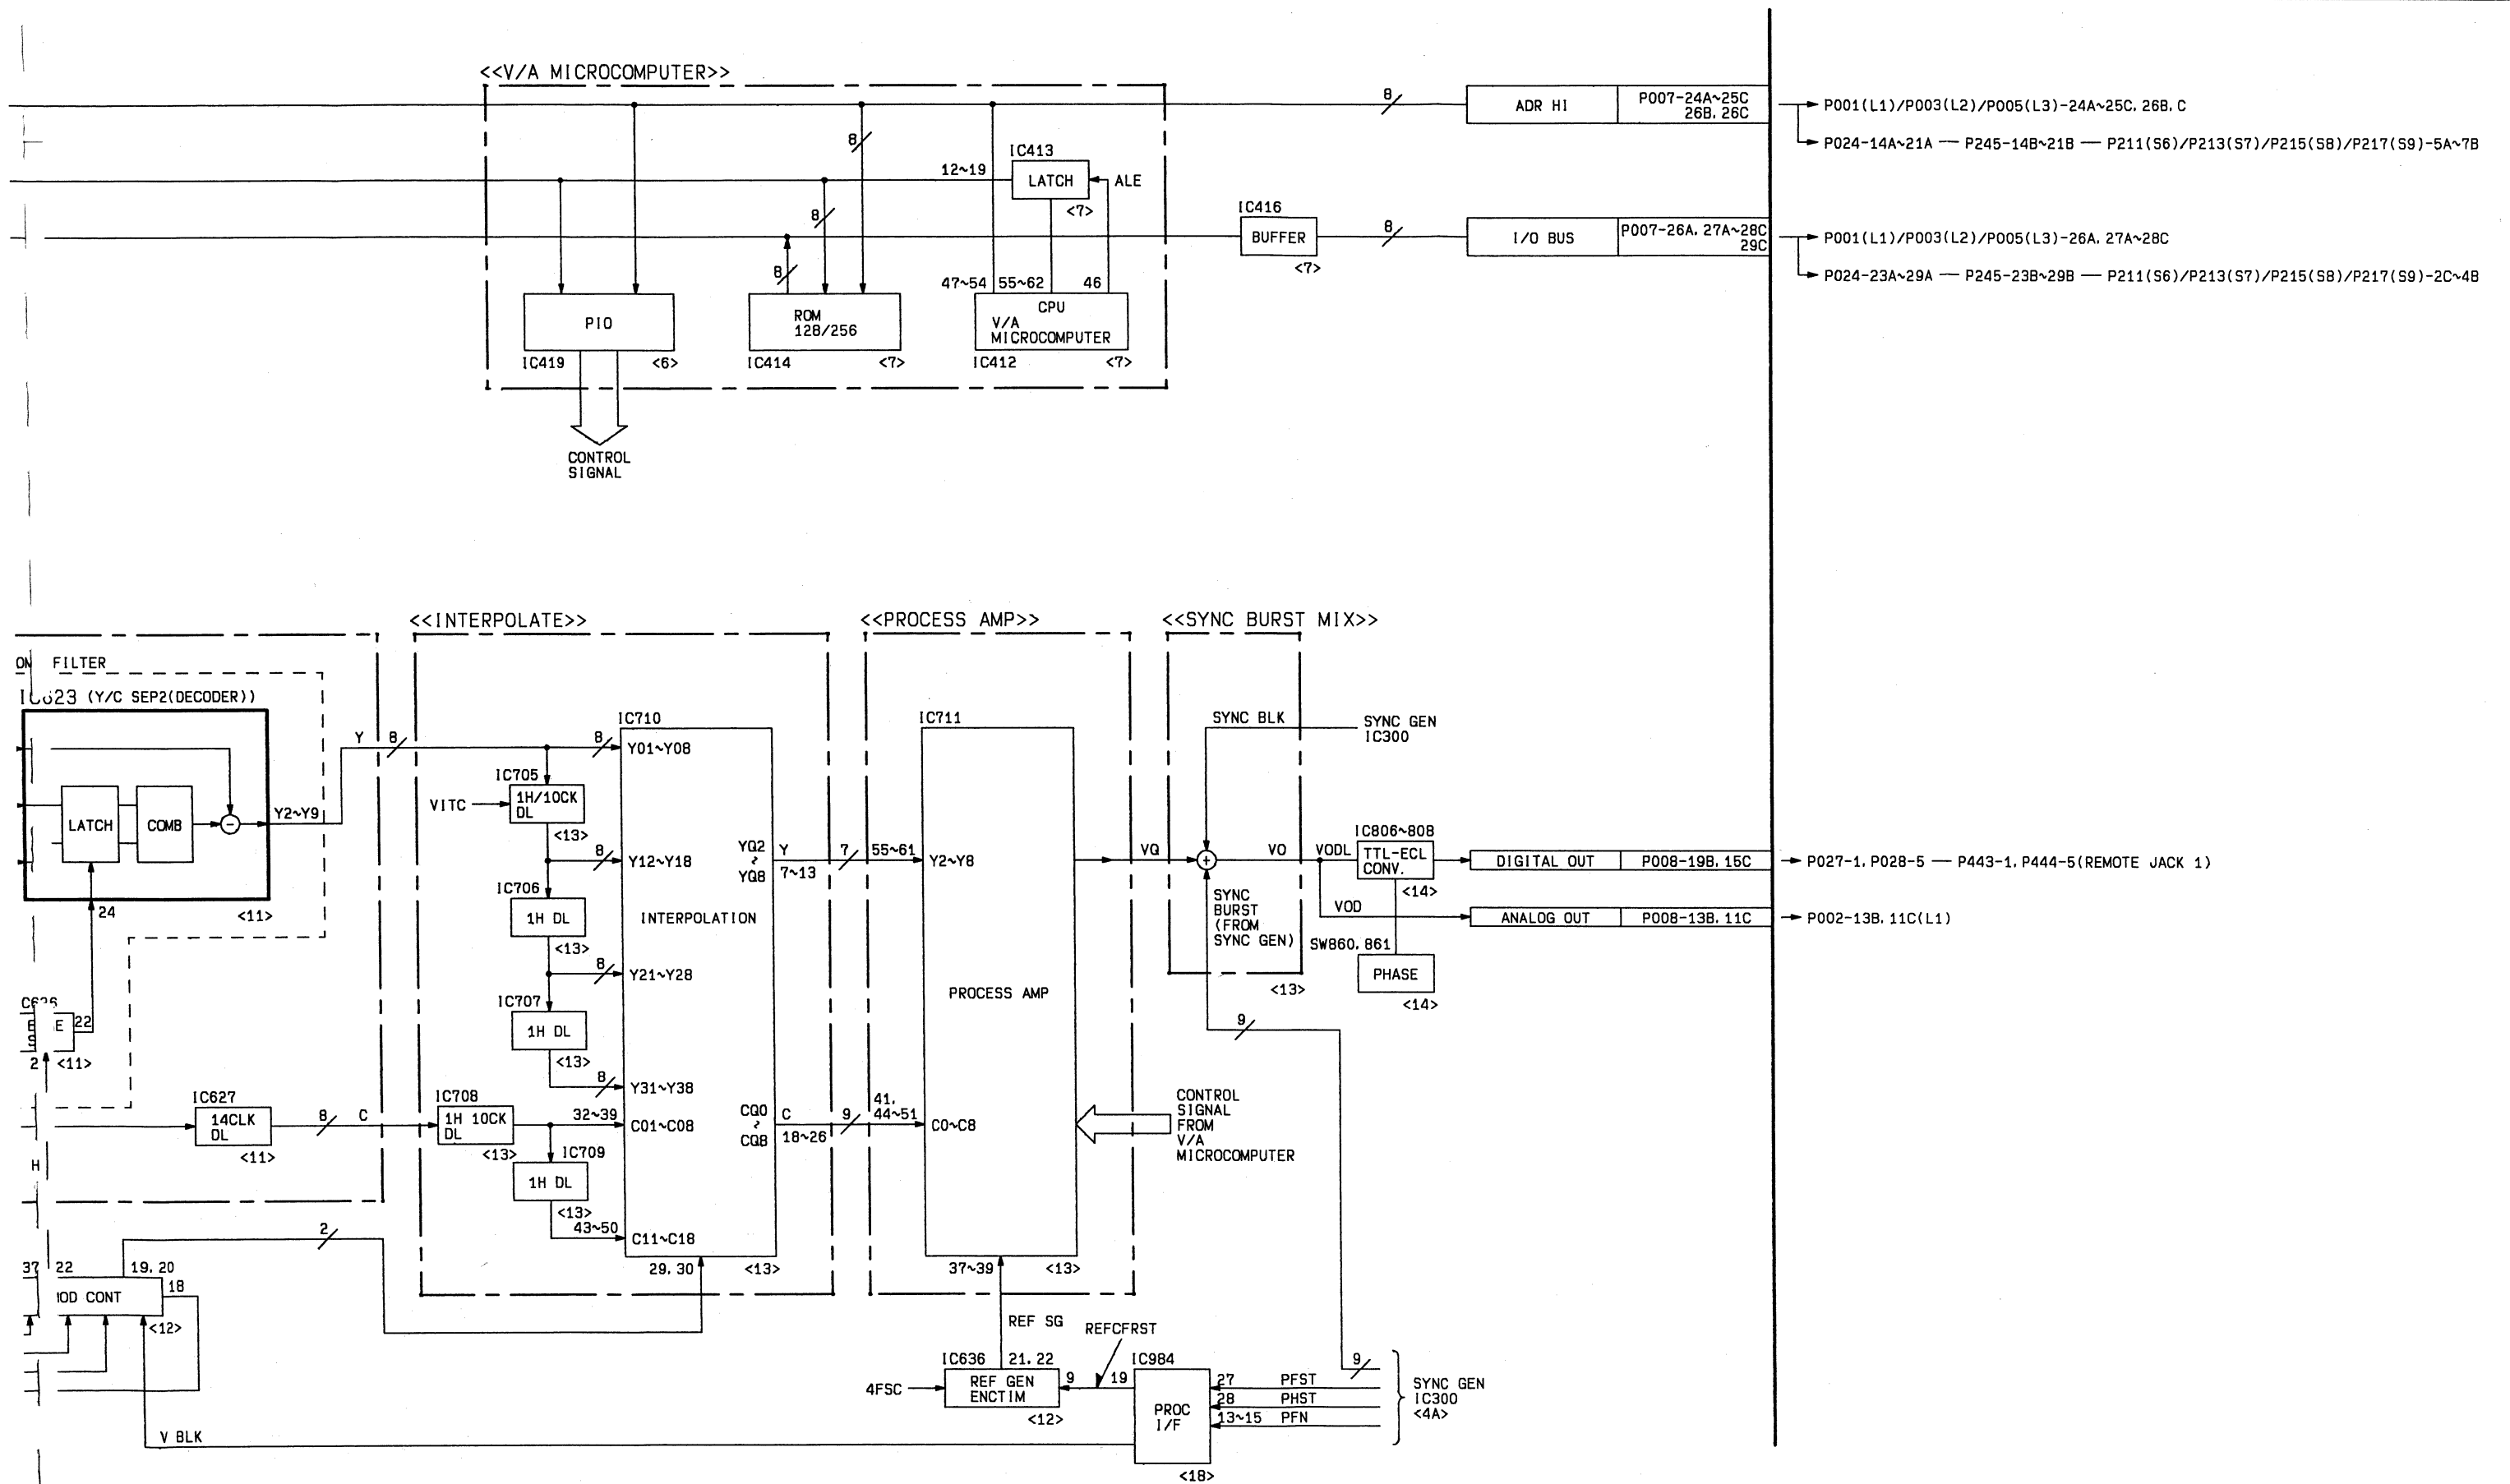 <<V/A MICROCOMPUTER>>
8
ADR HI
P007-24A~25C
26B, 26C
P001(L1)/P003(L2)/P005(L3)-24A~25C, 26B, C
P024-14A~21A — P245-14B~21B — P211(S6)/P213(S7)/P215(S8)/P217(S9)-5A~7B
8
IC413
12~19
LATCH
ALE
<7>
8
IC416
BUFFER
<7>
8
I/O BUS
P007-26A, 27A~28C
29C
P001(L1)/P003(L2)/P005(L3)-26A, 27A~28C
P024-23A~29A — P245-23B~29B — P211(S6)/P213(S7)/P215(S8)/P217(S9)-2C~4B
8
47~54
55~62
46
PIO
IC419
<6>
ROM
128/256
IC414
<7>
CPU
V/A
MICROCOMPUTER
IC412
<7>
CONTROL
SIGNAL
<<INTERPOLATE>>
<<PROCESS AMP>>
<<SYNC BURST MIX>>
FILTER
(Y/C SEP2(DECODER))
LATCH
COMB
Y2~Y9
24
<11>
Y
8
8
IC710
Y01~Y08
IC705
VITC
1H/10CK
DL
<13>
8
Y12~Y18
IC706
1H DL
<13>
8
Y21~Y28
IC707
1H DL
<13>
8
Y31~Y38
INTERPOLATION
YQ2
~
YQ8
Y
7~13
7
55~61
IC711
Y2~Y8
PROCESS AMP
SYNC BLK
SYNC GEN
IC300
VQ
VO
VODL
IC806~808
TTL-ECL
CONV.
<14>
DIGITAL OUT
P008-19B, 15C
P027-1, P028-5 — P443-1, P444-5(REMOTE JACK 1)
VOD
ANALOG OUT
P008-13B, 11C
P002-13B, 11C(L1)
SYNC
BURST
(FROM
SYNC GEN)
SW860, 861
PHASE
<14>
<13>
9
22
2
<11>
IC627
14CLK
DL
<11>
8
C
IC708
1H 10CK
DL
<13>
32~39
C01~C08
IC709
1H DL
<13>
43~50
C11~C18
CQ0
~
CQ8
C
18~26
9
41,
44~51
C0~C8
CONTROL
SIGNAL
FROM
V/A
MICROCOMPUTER
H
2
37
22
19, 20
18
CONT
<12>
29, 30
<13>
37~39
<13>
REF SG
REFCFRST
IC636
21, 22
4FSC
REF GEN
ENCTIM
<12>
9
19
IC984
PROC
I/F
<18>
27
PFST
28
PHST
13~15
PFN
9
SYNC GEN
IC300
<4A>
V BLK